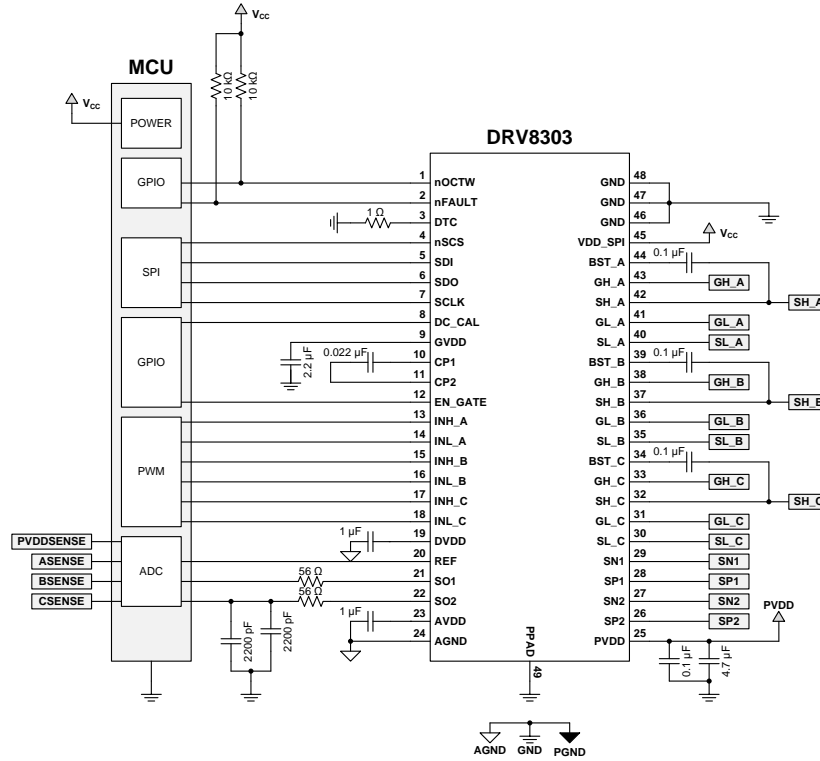 Vcc
MCU
Vcc
10 kΩ
10 kΩ
POWER
GPIO
SPI
GPIO
PWM
ADC
PVDDSENSE
ASENSE
BSENSE
CSENSE
1 Ω
2.2 µF
0.022 µF
1 µF
56 Ω
56 Ω
1 µF
2200 pF
2200 pF
DRV8303
1 nOCTW GND 48
2 nFAULT GND 47
3 DTC GND 46
4 nSCS VDD_SPI 45 Vcc
5 SDI BST_A 44 0.1 µF
6 SDO GH_A 43 GH_A
7 SCLK SH_A 42 SH_A
8 DC_CAL GL_A 41 GL_A
9 GVDD SL_A 40 SL_A
10 CP1 BST_B 39 0.1 µF
11 CP2 GH_B 38 GH_B
12 EN_GATE SH_B 37 SH_B
13 INH_A GL_B 36 GL_B
14 INL_A SL_B 35 SL_B
15 INH_B BST_C 34 0.1 µF
16 INL_B GH_C 33 GH_C
17 INH_C SH_C 32 SH_C
18 INL_C GL_C 31 GL_C
19 DVDD SL_C 30 SL_C
20 REF SN1 29 SN1
21 SO1 SP1 28 SP1
22 SO2 SN2 27 SN2
23 AVDD SP2 26 SP2
24 AGND PVDD 25 PVDD
PPAD
49
0.1 µF
4.7 µF
AGND GND PGND